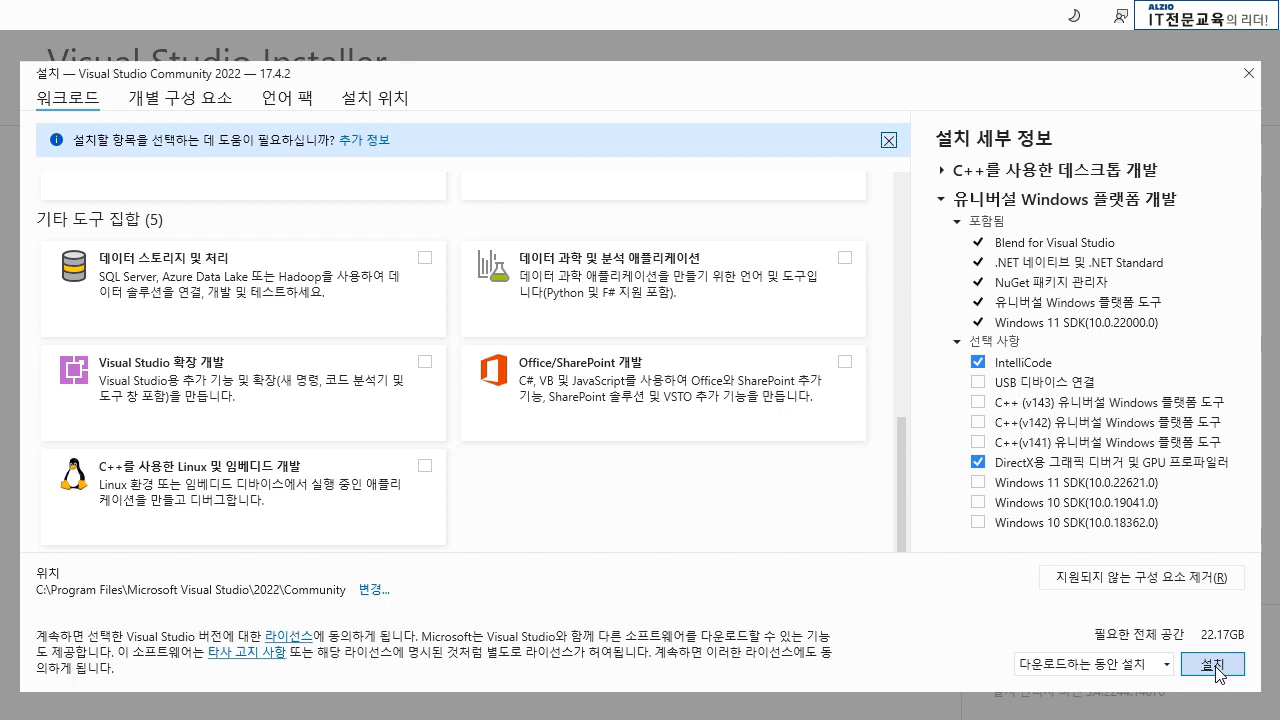 ALZIO
IT전문교육의 리더!
Visual Studio Installer
설치 — Visual Studio Community 2022 — 17.4.2
워크로드 개별 구성 요소 언어 팩 설치 위치
설치할 항목을 선택하는 데 도움이 필요하십니까? 추가 정보
기타 도구 집합 (5)
데이터 스토리지 및 처리
SQL Server, Azure Data Lake 또는 Hadoop을 사용하여 데
이터 솔루션을 연결, 개발 및 테스트하세요.
데이터 과학 및 분석 애플리케이션
데이터 과학 애플리케이션을 만들기 위한 언어 및 도구입
니다(Python 및 F# 지원 포함).
Visual Studio 확장 개발
Visual Studio용 추가 기능 및 확장(새 명령, 코드 분석기 및
도구 창 포함)을 만듭니다.
Office/SharePoint 개발
C#, VB 및 JavaScript를 사용하여 Office와 SharePoint 추가
기능, SharePoint 솔루션 및 VSTO 추가 기능을 만듭니다.
C++를 사용한 Linux 및 임베디드 개발
Linux 환경 또는 임베디드 디바이스에서 실행 중인 애플리
케이션을 만들고 디버그합니다.
설치 세부 정보
C++를 사용한 데스크톱 개발
유니버설 Windows 플랫폼 개발
포함됨
Blend for Visual Studio
.NET 네이티브 및 .NET Standard
NuGet 패키지 관리자
유니버설 Windows 플랫폼 도구
Windows 11 SDK(10.0.22000.0)
선택 사항
IntelliCode
USB 디바이스 연결
C++ (v143) 유니버설 Windows 플랫폼 도구
C++(v142) 유니버설 Windows 플랫폼 도구
C++(v141) 유니버설 Windows 플랫폼 도구
DirectX용 그래픽 디버거 및 GPU 프로파일러
Windows 11 SDK(10.0.22621.0)
Windows 10 SDK(10.0.19041.0)
Windows 10 SDK(10.0.18362.0)
위치
C:\Program Files\Microsoft Visual Studio\2022\Community 변경...
지원되지 않는 구성 요소 제거(R)
계속하면 선택한 Visual Studio 버전에 대한 라이선스에 동의하게 됩니다. Microsoft는 Visual Studio와 함께 다른 소프트웨어를 다운로드할 수 있는 기능
도 제공합니다. 이 소프트웨어는 타사 고지 사항 또는 해당 라이선스에 명시된 것처럼 별도로 라이선스가 허여됩니다. 계속하면 이러한 라이선스에도 동
의하게 됩니다.
필요한 전체 공간 22.17GB
다운로드하는 동안 설치
설치